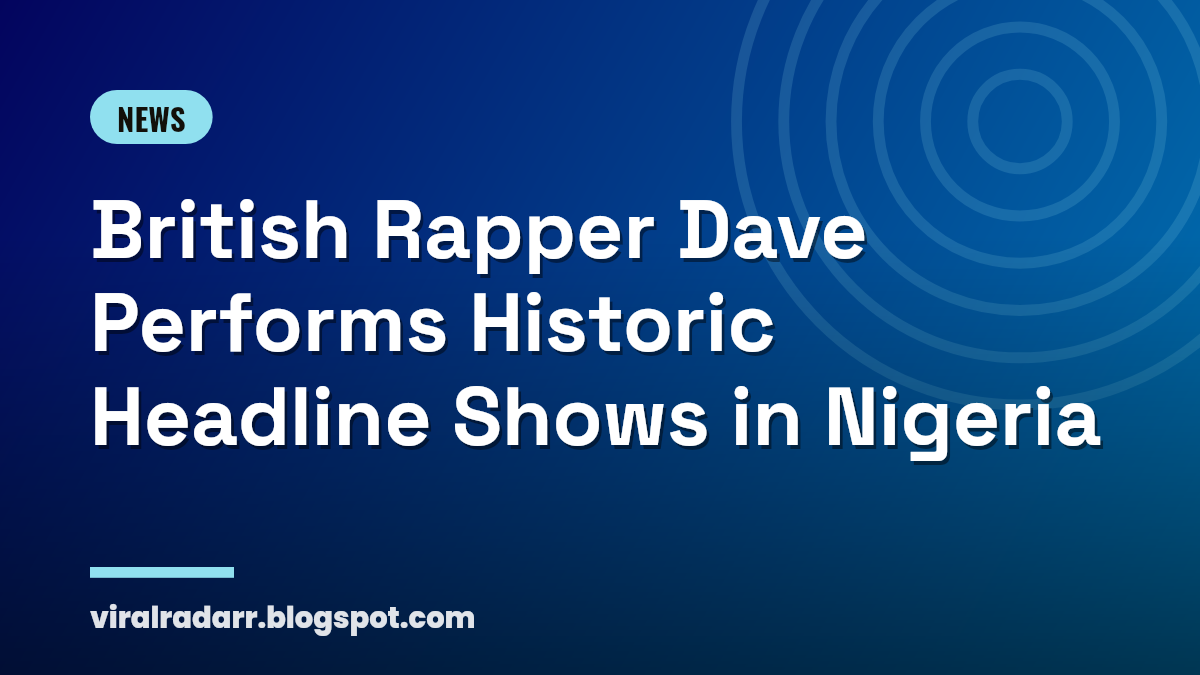 NEWS
British Rapper Dave
Performs Historic
Headline Shows in Nigeria
viralradarr.blogspot.com